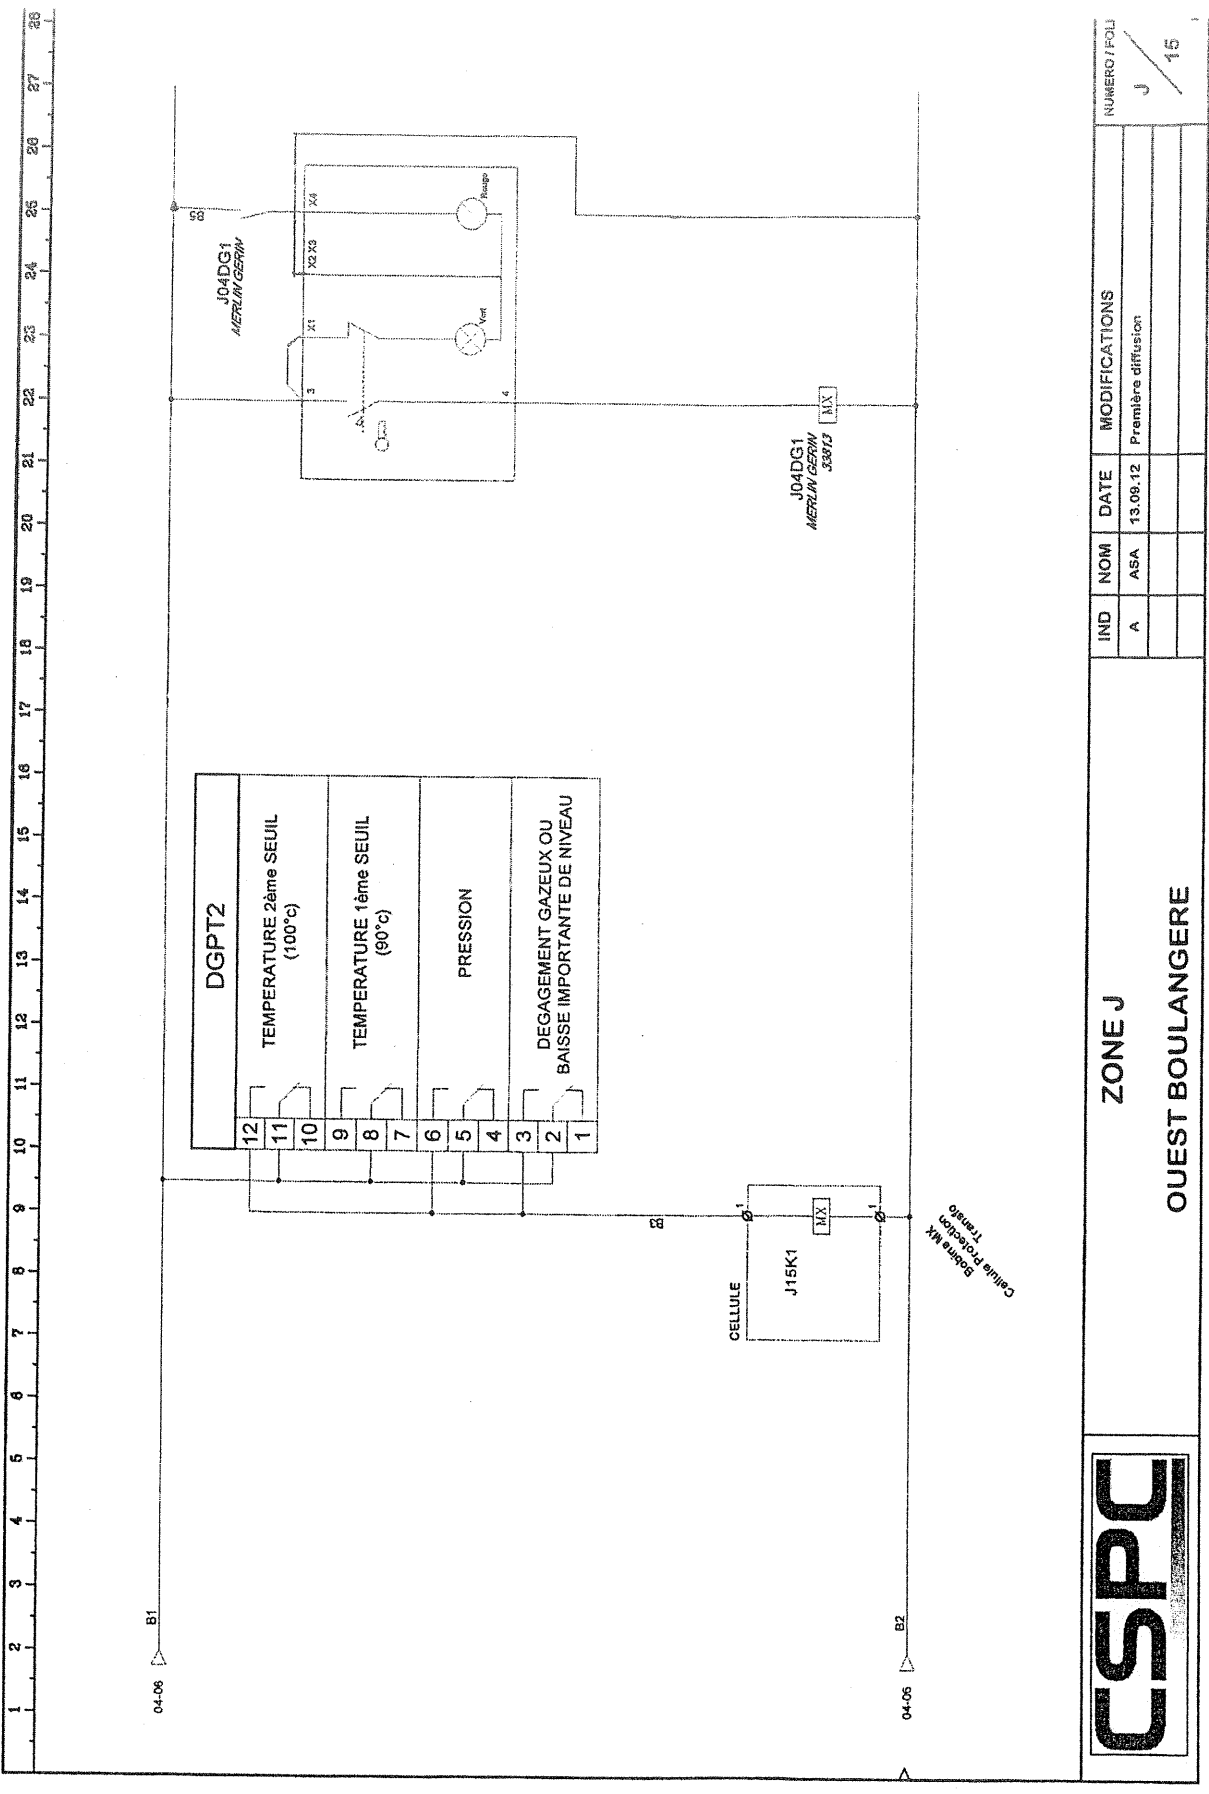 1 2 3 4 5 6 7 8 9 10 11 12 13 14 15 16 17 18 19 20 21 22 23 24 25 26 27 28
04-06
B1
DGPT2
12
11
10
TEMPERATURE 2ème SEUIL
(100°c)
9
8
7
TEMPERATURE 1ème SEUIL
(90°c)
6
5
4
PRESSION
3
2
1
DEGAGEMENT GAZEUX OU
BAISSE IMPORTANTE DE NIVEAU
B3
CELLULE
J15K1
1
MX
1
Bobine MX
Cellule Protection
Transfo
04-06
B2
J04DG1
MERLIN GERIN
B5
3
X1
X2 X3
X4
4
Vert
Rouge
J04DG1
MERLIN GERIN
33813
MX
CSPC
ZONE J
OUEST BOULANGERE
IND NOM DATE MODIFICATIONS
A ASA 13.09.12 Première diffusion
NUMERO / FOLI
J / 15